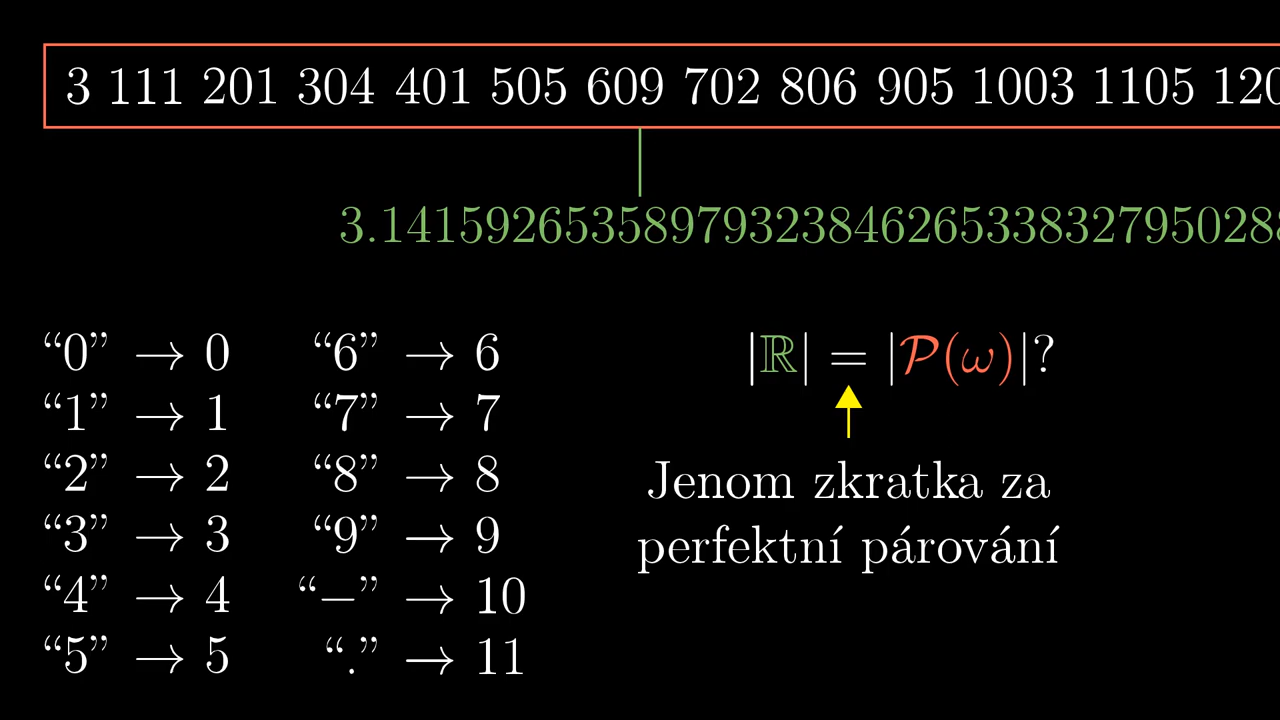 3 111 201 304 401 505 609 702 806 905 1003 1105 120
3.14159265358979323846265338327950288
“0” → 0 “6” → 6
|ℝ| = |𝒫(ω)|?
“1” → 1 “7” → 7
“2” → 2 “8” → 8
Jenom zkratka za
“3” → 3 “9” → 9
perfektní párování
“4” → 4 “−” → 10
“5” → 5 “.” → 11